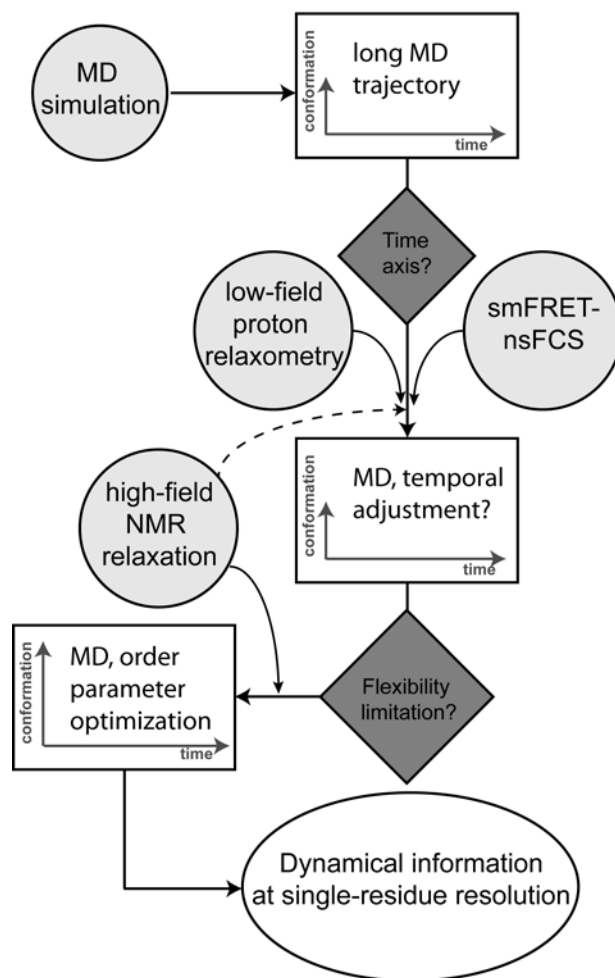 MD
simulation
long MD
trajectory
conformation
time
Time
axis?
low-field
proton
relaxometry
smFRET-
nsFCS
MD, temporal
adjustment?
conformation
time
high-field
NMR
relaxation
MD, order
parameter
optimization
conformation
time
Flexibility
limitation?
Dynamical information
at single-residue resolution